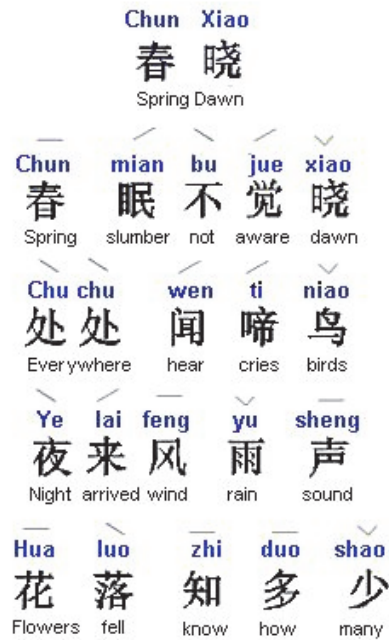 Chun Xiao
春 晓
Spring Dawn
Chun mian bu jue xiao
春 眠 不 觉 晓
Spring slumber not aware dawn
Chu chu wen ti niao
处 处 闻 啼 鸟
Everywhere hear cries birds
Ye lai feng yu sheng
夜 来 风 雨 声
Night arrived wind rain sound
Hua luo zhi duo shao
花 落 知 多 少
Flowers fell know how many